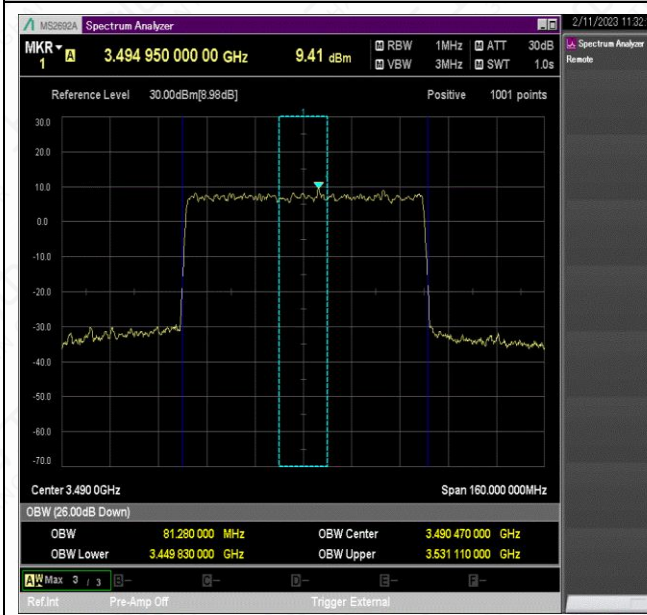 MS2692A Spectrum Analyzer 2/11/2023 11:32:
MKR 1 A 3.494 950 000 00 GHz 9.41 dBm M RBW 1MHz M ATT 30dB
M VBW 3MHz M SWT 1.0s
Spectrum Analyzer
Remote
Reference Level 30.00dBm[8.98dB] Positive 1001 points
30.0
20.0
10.0
0.0
-10.0
-20.0
-30.0
-40.0
-50.0
-60.0
-70.0
1
Center 3.490 0GHz Span 160.000 000MHz
OBW (26.00dB Down)
OBW 81.280 000 MHz OBW Center 3.490 470 000 GHz
OBW Lower 3.449 830 000 GHz OBW Upper 3.531 110 000 GHz
A W Max 3 / 3 B- C- D- E- F-
Ref.Int Pre-Amp Off Trigger External